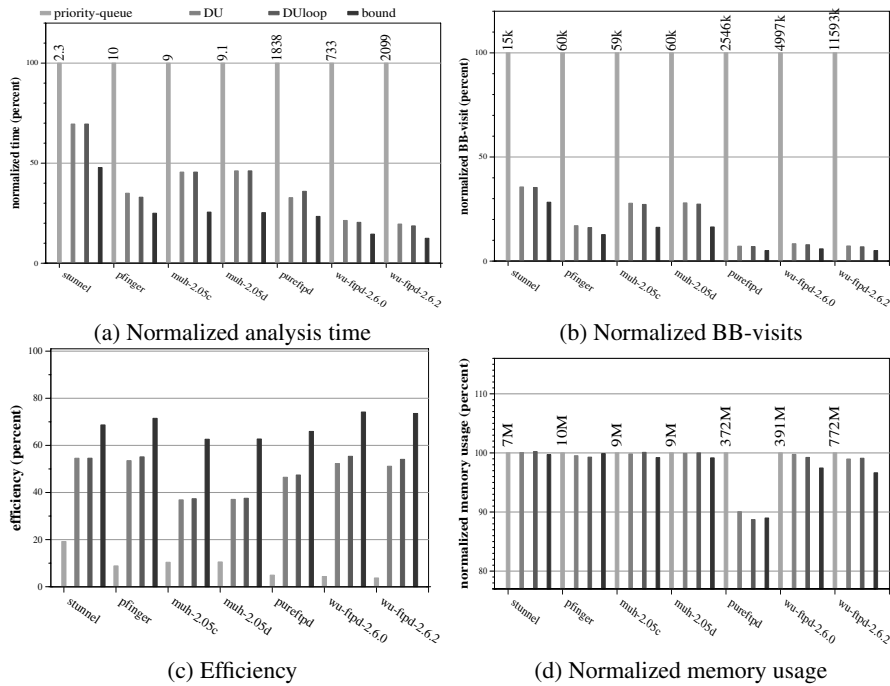 priority-queue DU DUloop bound
2.3 10 9 9.1 1838 733 2099
100
50
0
normalized time (percent)
stunnel pfinger muh-2.05c muh-2.05d pureftpd wu-ftpd-2.6.0 wu-ftpd-2.6.2
(a) Normalized analysis time
15k 60k 59k 60k 2546k 4997k 11593k
100
50
0
normalized BB-visit (percent)
stunnel pfinger muh-2.05c muh-2.05d pureftpd wu-ftpd-2.6.0 wu-ftpd-2.6.2
(b) Normalized BB-visits
100
80
60
40
20
0
efficiency (percent)
stunnel pfinger muh-2.05c muh-2.05d pureftpd wu-ftpd-2.6.0 wu-ftpd-2.6.2
(c) Efficiency
7M 10M 9M 9M 372M 391M 772M
110
100
90
80
normalized memory usage (percent)
stunnel pfinger muh-2.05c muh-2.05d pureftpd wu-ftpd-2.6.0 wu-ftpd-2.6.2
(d) Normalized memory usage